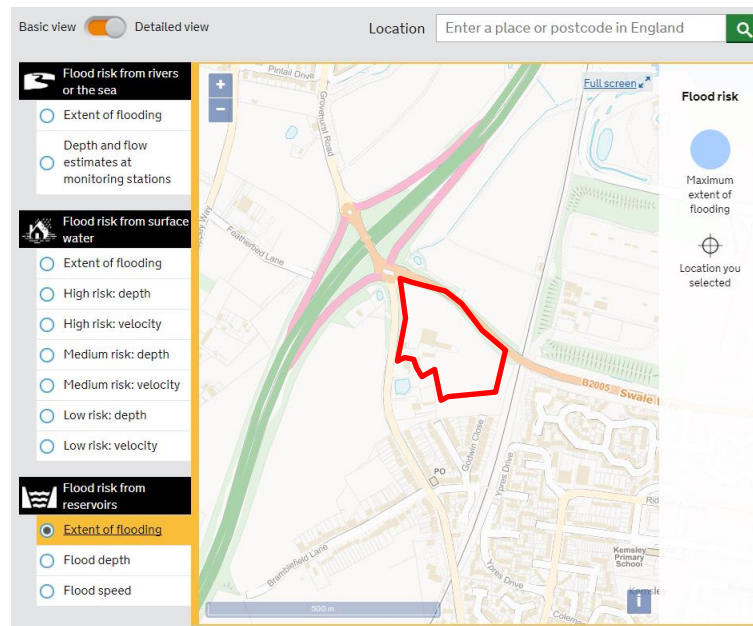 Basic view
Detailed view
Location
Enter a place or postcode in England
Flood risk from rivers
or the sea
Extent of flooding
Depth and flow
estimates at
monitoring stations
Flood risk from surface
water
Extent of flooding
High risk: depth
High risk: velocity
Medium risk: depth
Medium risk: velocity
Low risk: depth
Low risk: velocity
Flood risk from
reservoirs
Extent of flooding
Flood depth
Flood speed
+
−
Full screen
Pintail Drive
Grovehurst Road
Way
Featherbed Lane
B2005
Swale
Godwin Close
PO
Ypres Drive
Bramblefield Lane
Kemsley
Primary
School
Ypres Drive
500 m
i
Flood risk
Maximum
extent of
flooding
Location you
selected